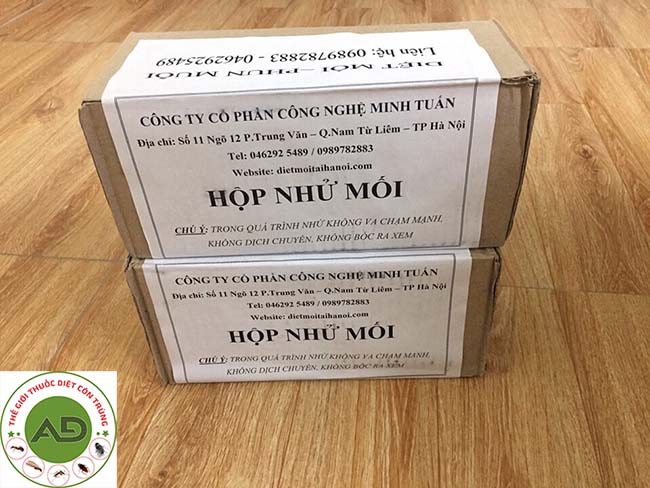 DIỆT MỐI – PHUN MUỖI
Liên hệ: 0989782883 - 0462925489
CÔNG TY CỔ PHẦN CÔNG NGHỆ MINH TUẤN
Địa chỉ: Số 11 Ngõ 12 P.Trung Văn – Q.Nam Từ Liêm – TP Hà Nội
Tel: 046292 5489 / 0989782883
Website: dietmoitaihanoi.com
HỘP NHỬ MỐI
CHÚ Ý: TRONG QUÁ TRÌNH NHỬ KHÔNG VA CHẠM MẠNH,
KHÔNG DỊCH CHUYỂN, KHÔNG BÓC RA XEM
CÔNG TY CỔ PHẦN CÔNG NGHỆ MINH TUẤN
Địa chỉ: Số 11 Ngõ 12 P.Trung Văn – Q.Nam Từ Liêm – TP Hà Nội
Tel: 046292 5489 / 0989782883
Website: dietmoitaihanoi.com
HỘP NHỬ MỐI
CHÚ Ý: TRONG QUÁ TRÌNH NHỬ KHÔNG VA CHẠM MẠNH,
KHÔNG DỊCH CHUYỂN, KHÔNG BÓC RA XEM
THẾ GIỚI THUỐC DIỆT CÔN TRÙNG
AD